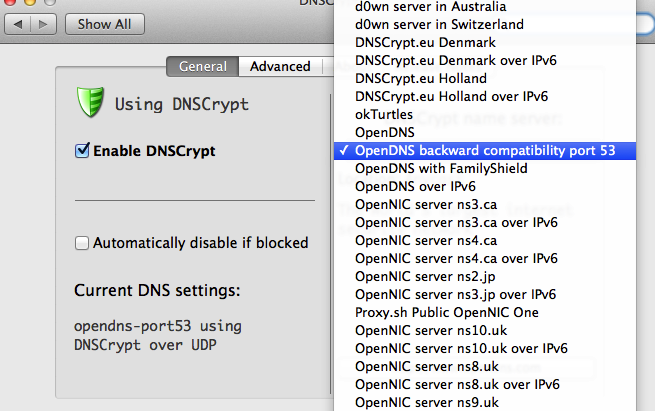 DNSC
Show All
General
Advanced
Using DNSCrypt
Enable DNSCrypt
Automatically disable if blocked
Current DNS settings:
opendns-port53 using
DNSCrypt over UDP
d0wn server in Australia
d0wn server in Switzerland
DNSCrypt.eu Denmark
DNSCrypt.eu Denmark over IPv6
DNSCrypt.eu Holland
DNSCrypt.eu Holland over IPv6
okTurtles
OpenDNS
✓ OpenDNS backward compatibility port 53
OpenDNS with FamilyShield
OpenDNS over IPv6
OpenNIC server ns3.ca
OpenNIC server ns3.ca over IPv6
OpenNIC server ns4.ca
OpenNIC server ns4.ca over IPv6
OpenNIC server ns2.jp
OpenNIC server ns3.jp over IPv6
Proxy.sh Public OpenNIC One
OpenNIC server ns10.uk
OpenNIC server ns10.uk over IPv6
OpenNIC server ns8.uk
OpenNIC server ns8.uk over IPv6
OpenNIC server ns9.uk